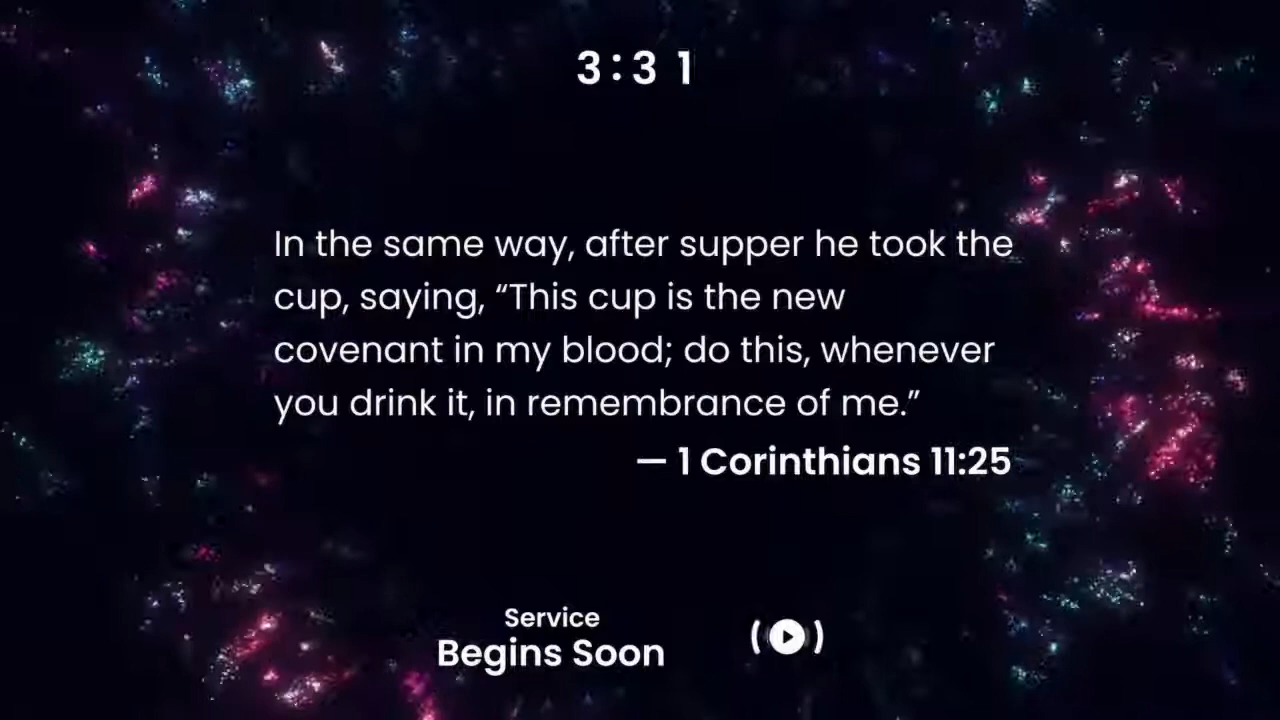 3:31
In the same way, after supper he took the
cup, saying, “This cup is the new
covenant in my blood; do this, whenever
you drink it, in remembrance of me.”
— 1 Corinthians 11:25
Service
Begins Soon